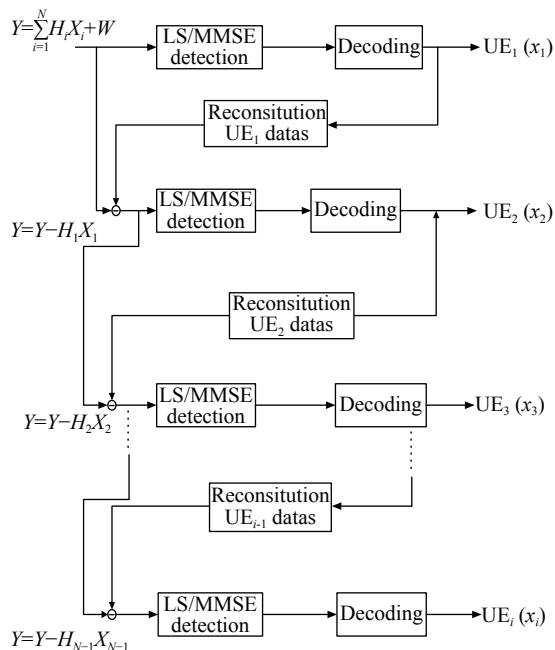 Y=∑_{i=1}^{N}H_iX_i+W
LS/MMSE
detection
Decoding
UE_1 (x_1)
Reconsitution
UE_1 datas
Y=Y−H_1X_1
LS/MMSE
detection
Decoding
UE_2 (x_2)
Reconsitution
UE_2 datas
Y=Y−H_2X_2
LS/MMSE
detection
Decoding
UE_3 (x_3)
Reconsitution
UE_{i-1} datas
Y=Y−H_{N−1}X_{N−1}
LS/MMSE
detection
Decoding
UE_i (x_i)